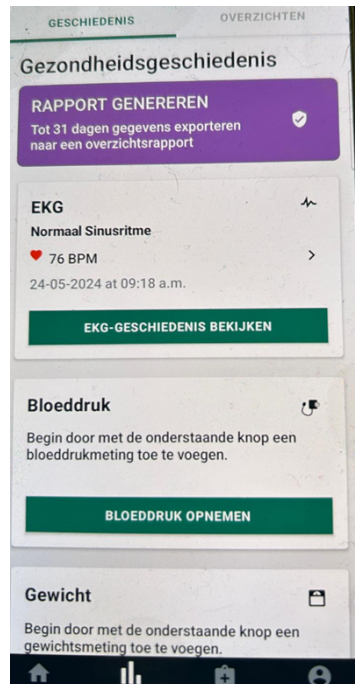 GESCHIEDENIS
OVERZICHTEN
Gezondheidsgeschiedenis
RAPPORT GENEREREN
Tot 31 dagen gegevens exporteren
naar een overzichtsrapport
EKG
Normaal Sinusritme
76 BPM
24-05-2024 at 09:18 a.m.
EKG-GESCHIEDENIS BEKIJKEN
Bloeddruk
Begin door met de onderstaande knop een
bloeddrukmeting toe te voegen.
BLOEDDRUK OPNEMEN
Gewicht
Begin door met de onderstaande knop een
gewichtsmeting toe te voegen.